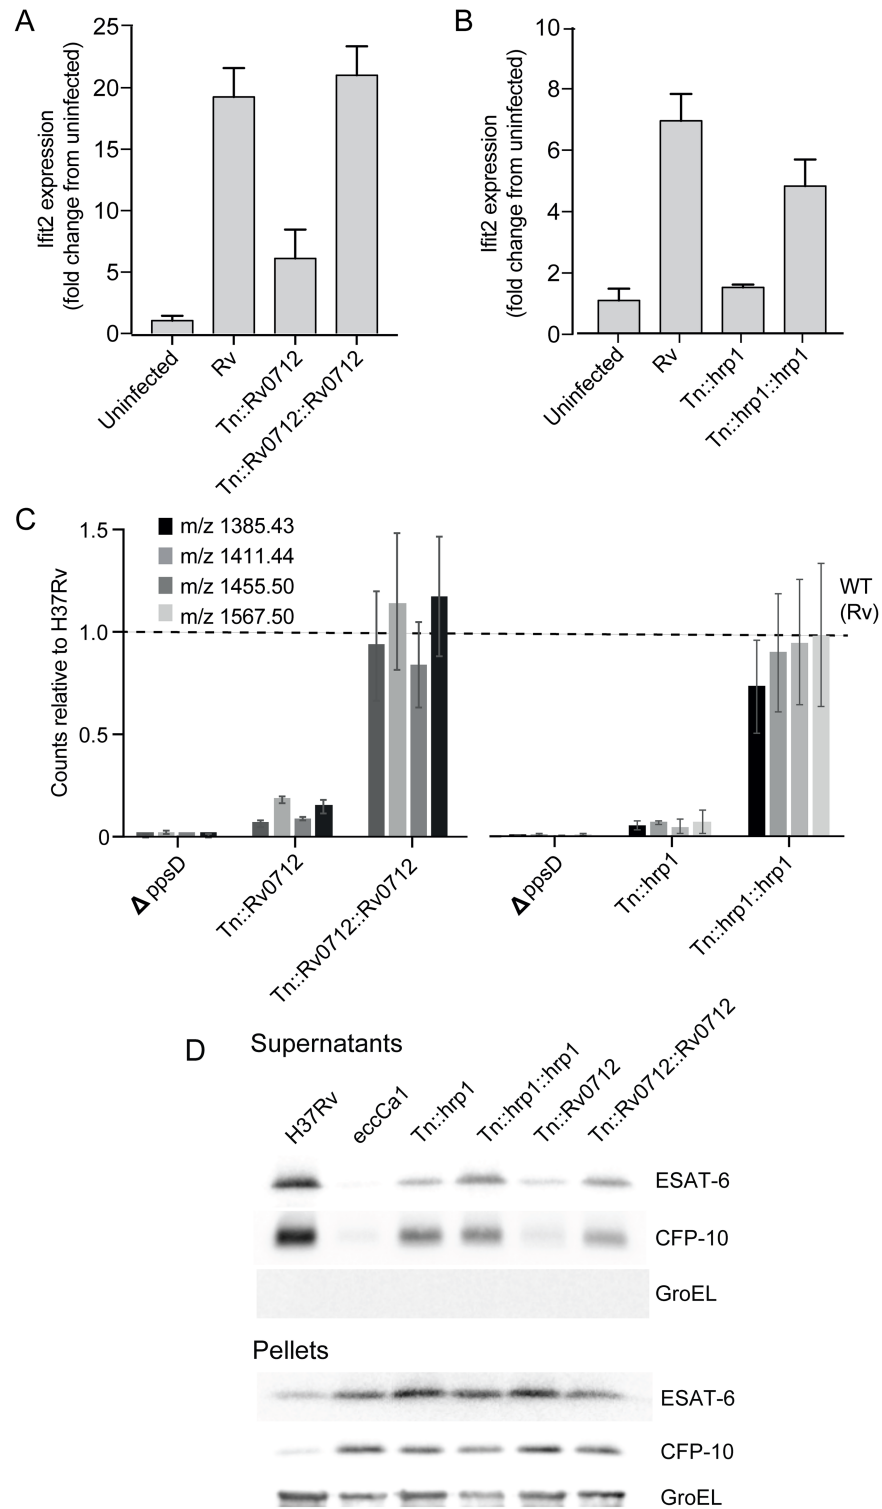 A
Ifit2 expression
(fold change from uninfected)
25
20
15
10
5
0
Uninfected
Rv
Tn::Rv0712
Tn::Rv0712::Rv0712
B
Ifit2 expression
(fold change from uninfected)
10
8
6
4
2
0
Uninfected
Rv
Tn::hrp1
Tn::hrp1::hrp1
C
Counts relative to H37Rv
1.5
1.0
0.5
0
m/z 1385.43
m/z 1411.44
m/z 1455.50
m/z 1567.50
WT
(Rv)
Δ ppsD
Tn::Rv0712
Tn::Rv0712::Rv0712
Δ ppsD
Tn::hrp1
Tn::hrp1::hrp1
D
Supernatants
H37Rv
eccCa1
Tn::hrp1
Tn::hrp1::hrp1
Tn::Rv0712
Tn::Rv0712::Rv0712
ESAT-6
CFP-10
GroEL
Pellets
ESAT-6
CFP-10
GroEL